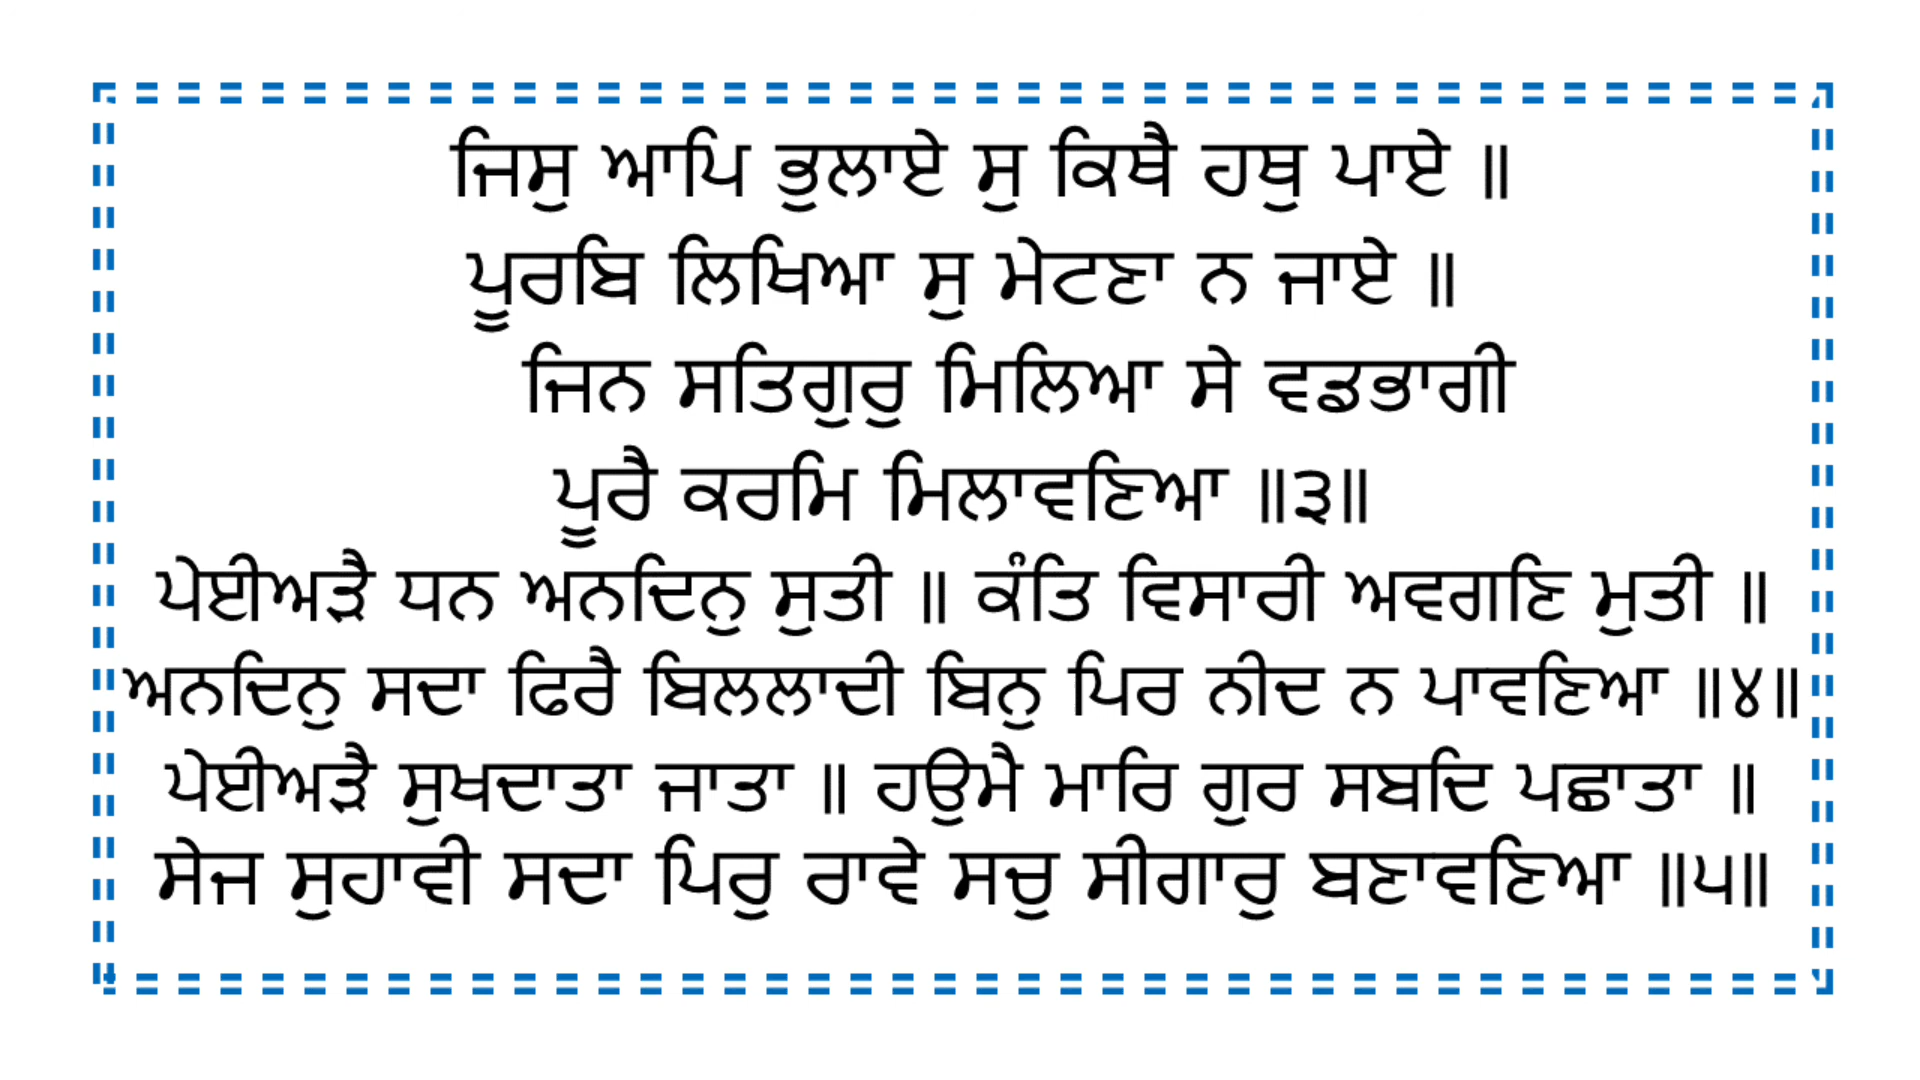 ਜਿਸੁ ਆਪਿ ਭੁਲਾਏ ਸੁ ਕਿਥੈ ਹਥੁ ਪਾਏ ॥
ਪੂਰਬਿ ਲਿਖਿਆ ਸੁ ਮੇਟਣਾ ਨ ਜਾਏ ॥
ਜਿਨ ਸਤਿਗੁਰੁ ਮਿਲਿਆ ਸੇ ਵਡਭਾਗੀ
ਪੂਰੈ ਕਰਮਿ ਮਿਲਾਵਣਿਆ ॥੩॥
ਪੇਈਅੜੈ ਧਨ ਅਨਦਿਨੁ ਸੁਤੀ ॥ ਕੰਤਿ ਵਿਸਾਰੀ ਅਵਗਣਿ ਮੁਤੀ ॥
ਅਨਦਿਨੁ ਸਦਾ ਫਿਰੈ ਬਿਲਲਾਦੀ ਬਿਨੁ ਪਿਰ ਨੀਦ ਨ ਪਾਵਣਿਆ ॥੪॥
ਪੇਈਅੜੈ ਸੁਖਦਾਤਾ ਜਾਤਾ ॥ ਹਉਮੈ ਮਾਰਿ ਗੁਰ ਸਬਦਿ ਪਛਾਤਾ ॥
ਸੇਜ ਸੁਹਾਵੀ ਸਦਾ ਪਿਰੁ ਰਾਵੇ ਸਚੁ ਸੀਗਾਰੁ ਬਣਾਵਣਿਆ ॥੫॥